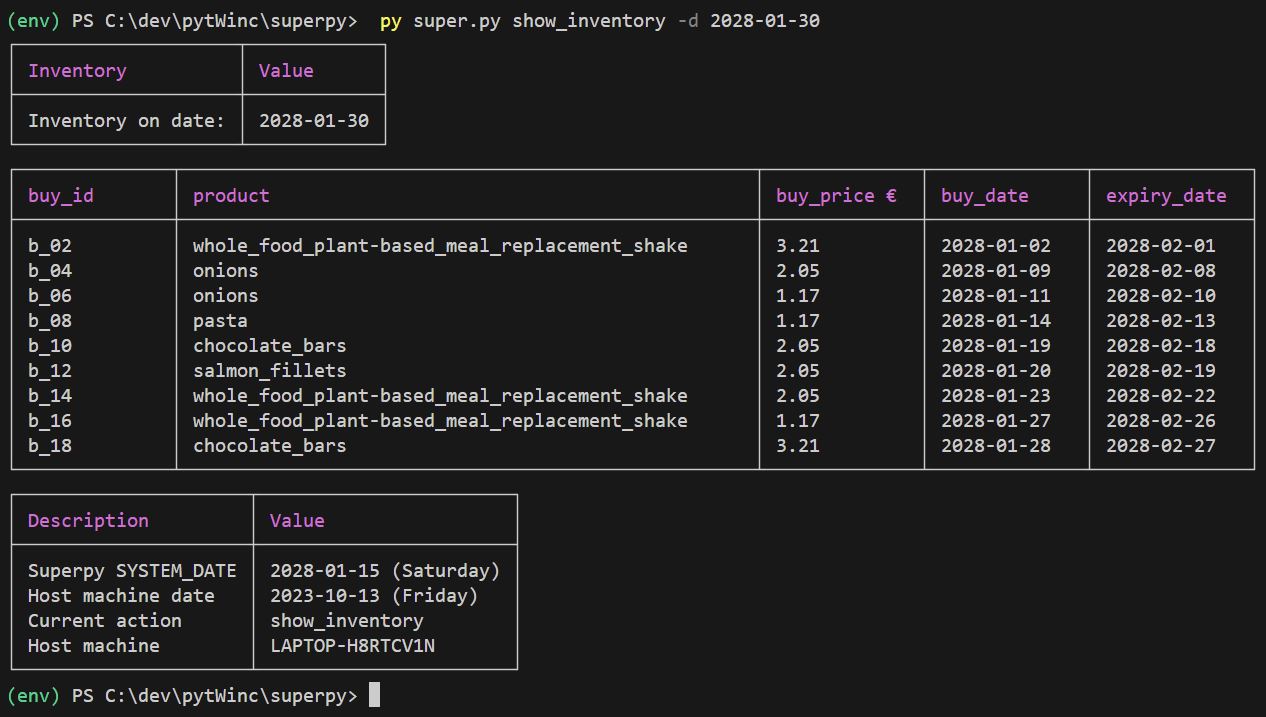 (env) PS C:\dev\pytWinc\superpy>  py super.py show_inventory -d 2028-01-30
Inventory Value
Inventory on date: 2028-01-30
buy_id product buy_price € buy_date expiry_date
b_02 whole_food_plant-based_meal_replacement_shake 3.21 2028-01-02 2028-02-01
b_04 onions 2.05 2028-01-09 2028-02-08
b_06 onions 1.17 2028-01-11 2028-02-10
b_08 pasta 1.17 2028-01-14 2028-02-13
b_10 chocolate_bars 2.05 2028-01-19 2028-02-18
b_12 salmon_fillets 2.05 2028-01-20 2028-02-19
b_14 whole_food_plant-based_meal_replacement_shake 2.05 2028-01-23 2028-02-22
b_16 whole_food_plant-based_meal_replacement_shake 1.17 2028-01-27 2028-02-26
b_18 chocolate_bars 3.21 2028-01-28 2028-02-27
Description Value
Superpy SYSTEM_DATE 2028-01-15 (Saturday)
Host machine date 2023-10-13 (Friday)
Current action show_inventory
Host machine LAPTOP-H8RTCV1N
(env) PS C:\dev\pytWinc\superpy>